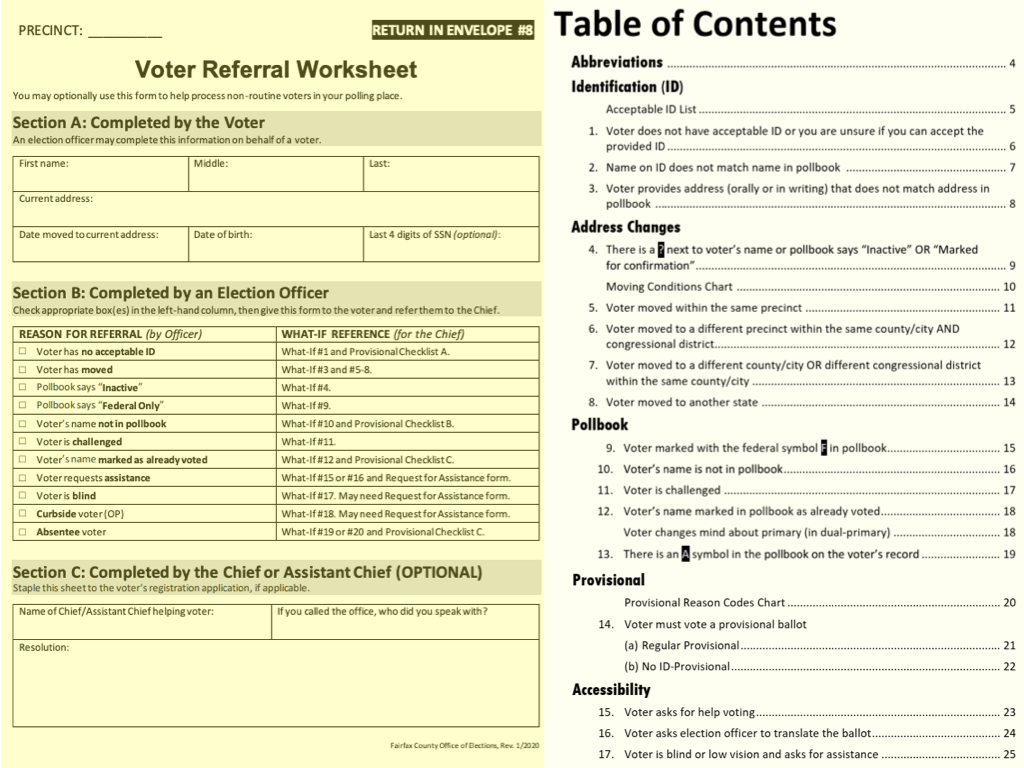 PRECINCT: __________
RETURN IN ENVELOPE #8
Voter Referral Worksheet
You may optionally use this form to help process non-routine voters in your polling place.
Section A: Completed by the Voter
An election officer may complete this information on behalf of a voter.
First name: Middle: Last:
Current address:
Date moved to current address: Date of birth: Last 4 digits of SSN (optional):
Section B: Completed by an Election Officer
Check appropriate box(es) in the left-hand column, then give this form to the voter and refer them to the Chief.
REASON FOR REFERRAL (by Officer) WHAT-IF REFERENCE (for the Chief)
☐ Voter has no acceptable ID What-If #1 and Provisional Checklist A.
☐ Voter has moved What-If #3 and #5-8.
☐ Pollbook says "Inactive" What-If #4.
☐ Pollbook says "Federal Only" What-If #9.
☐ Voter's name not in pollbook What-If #10 and Provisional Checklist B.
☐ Voter is challenged What-If #11.
☐ Voter's name marked as already voted What-If #12 and Provisional Checklist C.
☐ Voter requests assistance What-If #15 or #16 and Request for Assistance form.
☐ Voter is blind What-If #17. May need Request for Assistance form.
☐ Curbside voter (OP) What-If #18. May need Request for Assistance form.
☐ Absentee voter What-If #19 or #20 and Provisional Checklist C.
Section C: Completed by the Chief or Assistant Chief (OPTIONAL)
Staple this sheet to the voter's registration application, if applicable.
Name of Chief/Assistant Chief helping voter: If you called the office, who did you speak with?
Resolution:
Fairfax County Office of Elections, Rev. 1/2020
Table of Contents
Abbreviations 4
Identification (ID)
Acceptable ID List 5
1. Voter does not have acceptable ID or you are unsure if you can accept the
provided ID 6
2. Name on ID does not match name in pollbook 7
3. Voter provides address (orally or in writing) that does not match address in
pollbook 8
Address Changes
4. There is a ? next to voter's name or pollbook says "Inactive" OR "Marked
for confirmation" 9
Moving Conditions Chart 10
5. Voter moved within the same precinct 11
6. Voter moved to a different precinct within the same county/city AND
congressional district 12
7. Voter moved to a different county/city OR different congressional district
within the same county/city 13
8. Voter moved to another state 14
Pollbook
9. Voter marked with the federal symbol F in pollbook 15
10. Voter's name is not in pollbook 16
11. Voter is challenged 17
12. Voter's name marked in pollbook as already voted 18
Voter changes mind about primary (in dual-primary) 18
13. There is an A symbol in the pollbook on the voter's record 19
Provisional
Provisional Reason Codes Chart 20
14. Voter must vote a provisional ballot
(a) Regular Provisional 21
(b) No ID-Provisional 22
Accessibility
15. Voter asks for help voting 23
16. Voter asks election officer to translate the ballot 24
17. Voter is blind or low vision and asks for assistance 25